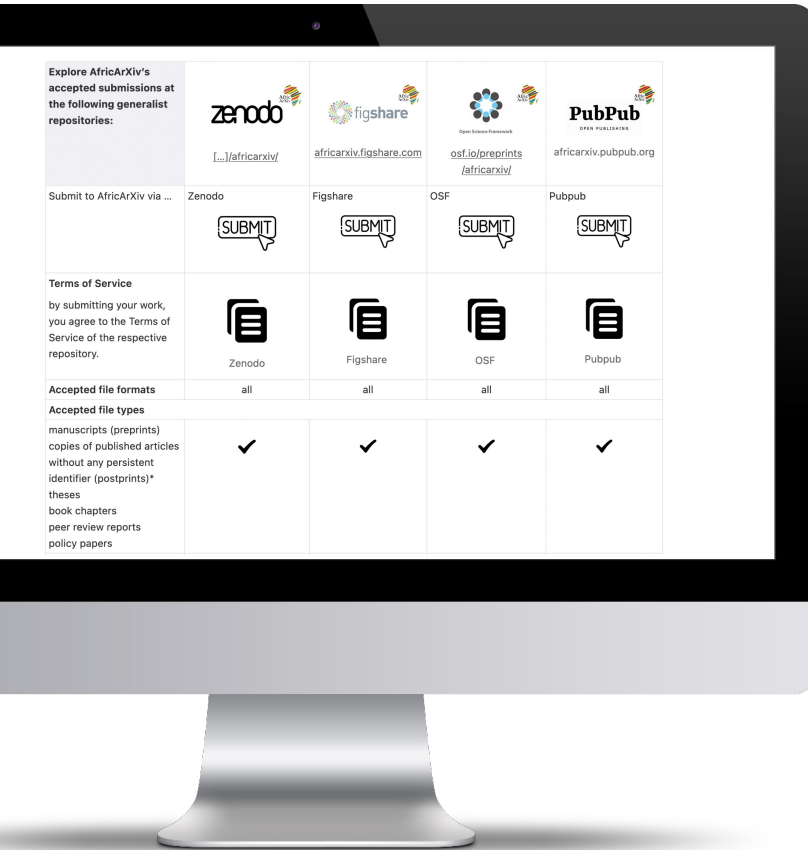 Explore AfricArXiv's
accepted submissions at
the following generalist
repositories:
zenodo
[...]/africarxiv/
figshare
africarxiv.figshare.com
Open Science Framework
osf.io/preprints
/africarxiv/
PubPub
OPEN PUBLISHING
africarxiv.pubpub.org
Submit to AfricArXiv via ...
Zenodo
SUBMIT
Figshare
SUBMIT
OSF
SUBMIT
Pubpub
SUBMIT
Terms of Service
by submitting your work,
you agree to the Terms of
Service of the respective
repository.
Zenodo
Figshare
OSF
Pubpub
Accepted file formats
all
all
all
all
Accepted file types
manuscripts (preprints)
copies of published articles
without any persistent
identifier (postprints)*
theses
book chapters
peer review reports
policy papers